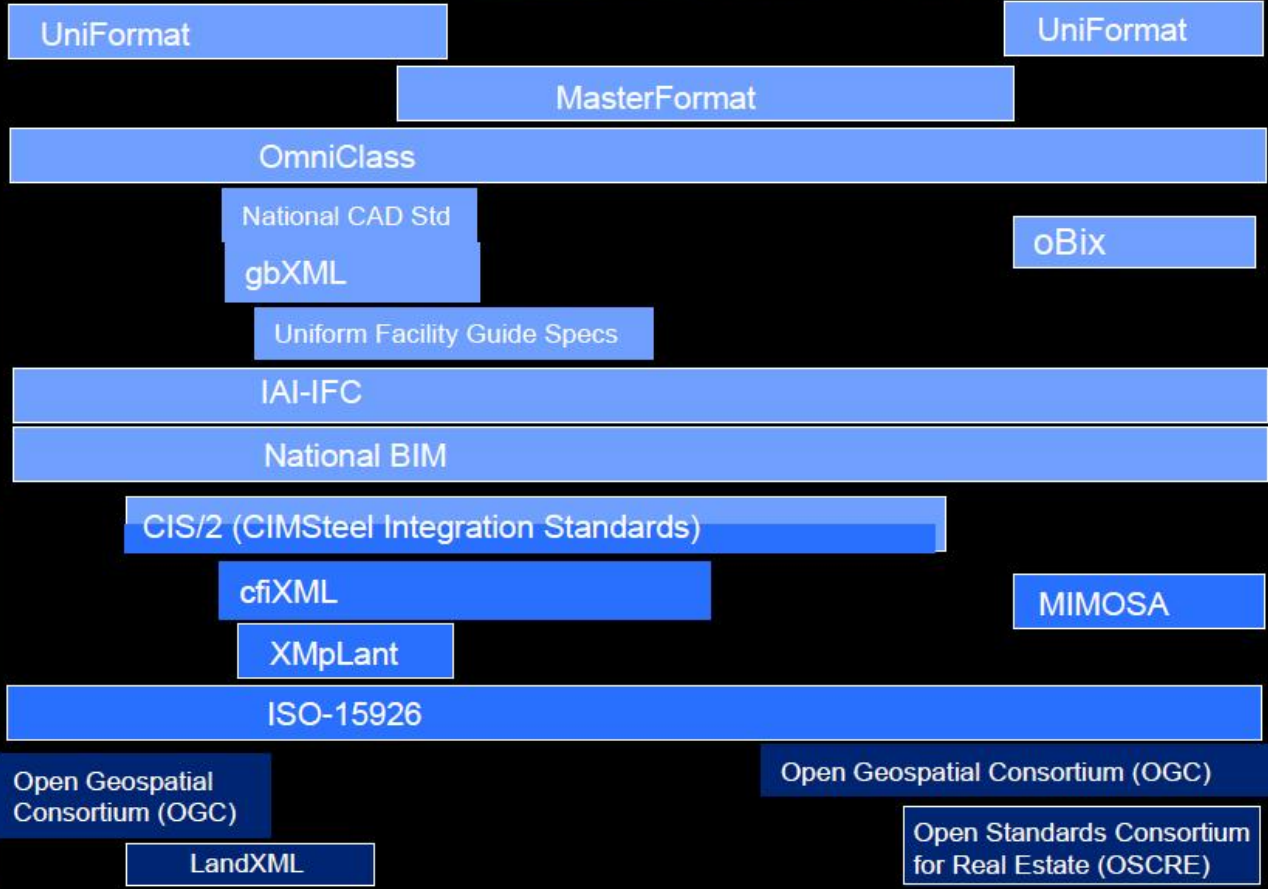 UniFormat
UniFormat
MasterFormat
OmniClass
National CAD Std
oBix
gbXML
Uniform Facility Guide Specs
IAI-IFC
National BIM
CIS/2 (CIMSteel Integration Standards)
cfiXML
MIMOSA
XMpLant
ISO-15926
Open Geospatial
Consortium (OGC)
Open Geospatial Consortium (OGC)
LandXML
Open Standards Consortium
for Real Estate (OSCRE)